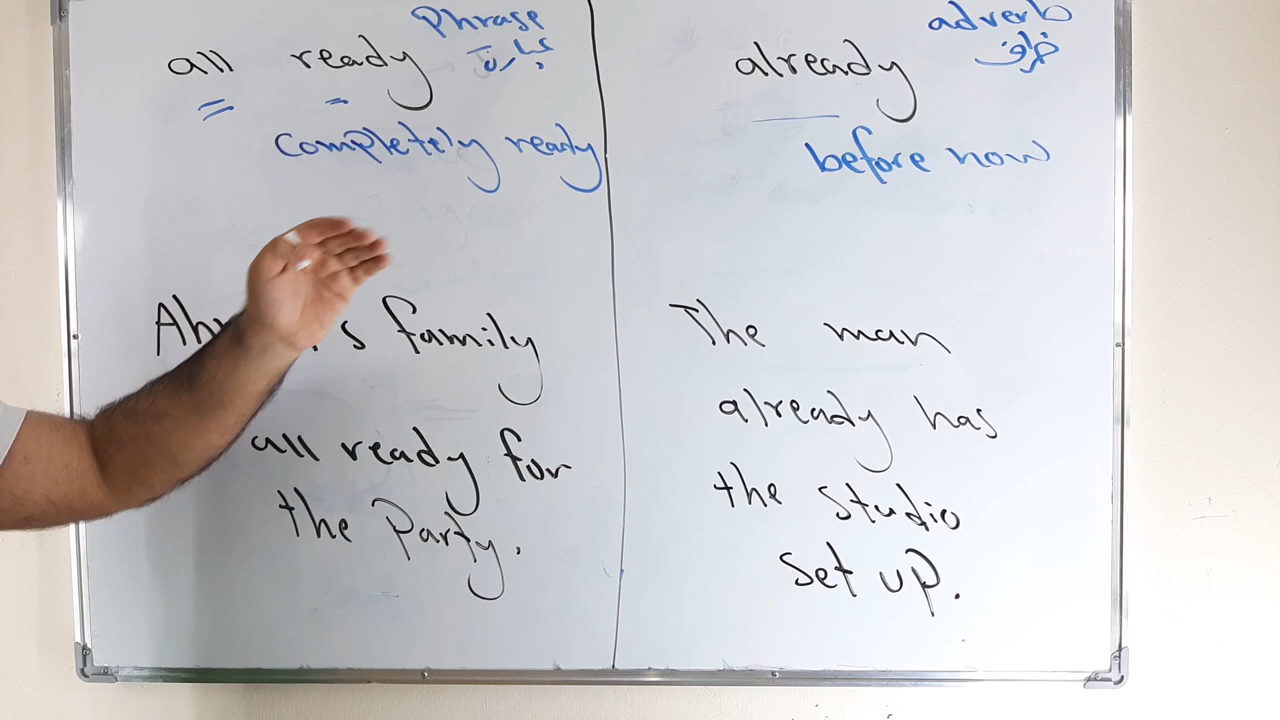 all ready
Phrase
عبارة
completely ready
family
all ready for
the Party.
already
adverb
ظرف
before now
The man
already has
the studio
set up.